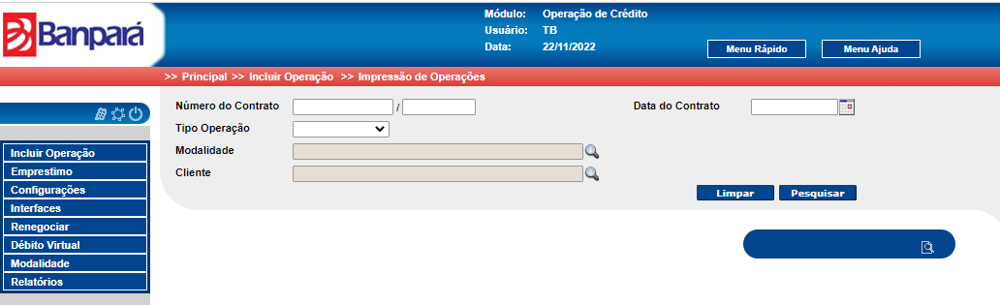 Banpará
Módulo: Operação de Crédito
Usuário: TB
Data: 22/11/2022
Menu Rápido Menu Ajuda
>> Principal >> Incluir Operação >> Impressão de Operações
Número do Contrato / Data do Contrato
Tipo Operação
Modalidade
Cliente
Limpar Pesquisar
Incluir Operação
Emprestimo
Configurações
Interfaces
Renegociar
Débito Virtual
Modalidade
Relatórios